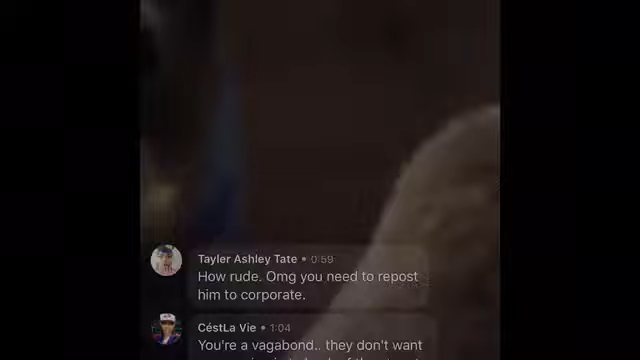 Tayler Ashley Tate • 0:59
How rude. Omg you need to repost
him to corporate.
CéstLa Vie • 1:04
You're a vagabond.. they don't want